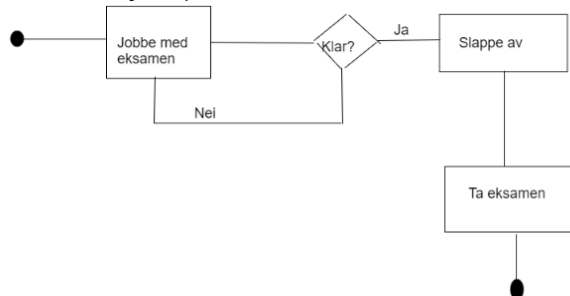 Jobbe med
eksamen
Klar?
Ja
Slappe av
Nei
Ta eksamen